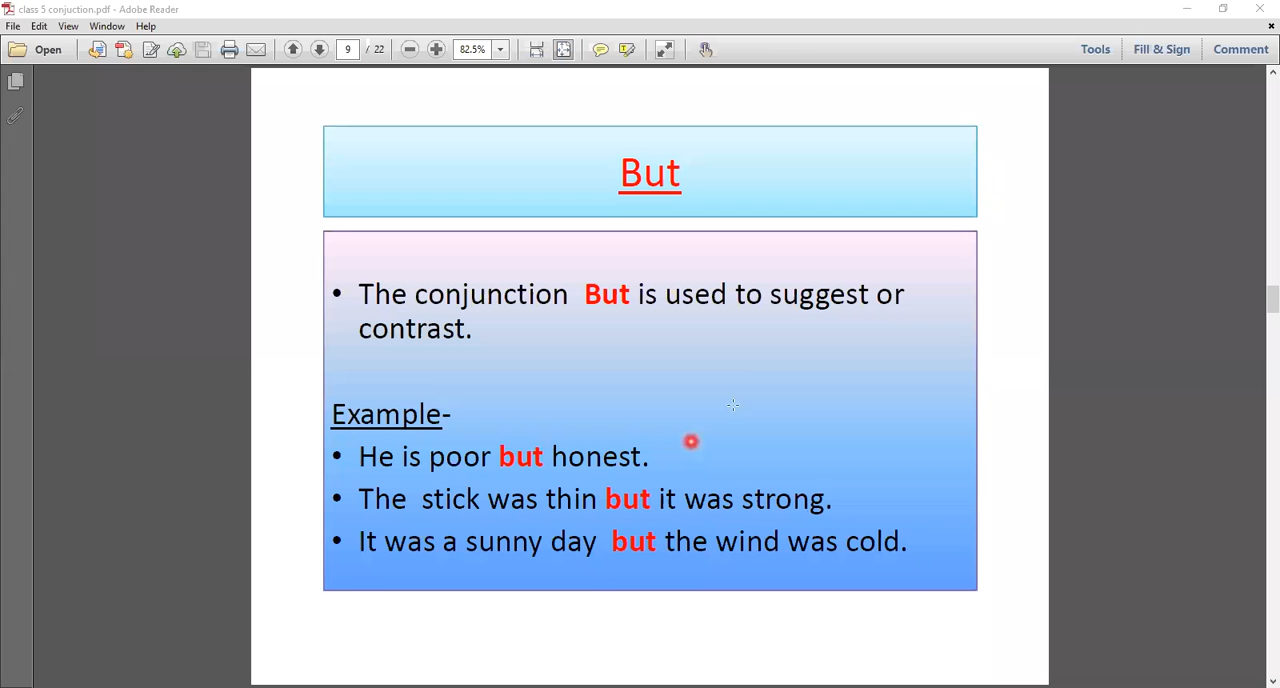 class 5 conjuction.pdf - Adobe Reader
File Edit View Window Help
Open 9 / 22 82.5% Tools Fill & Sign Comment
But
• The conjunction But is used to suggest or
contrast.
Example-
• He is poor but honest.
• The stick was thin but it was strong.
• It was a sunny day but the wind was cold.